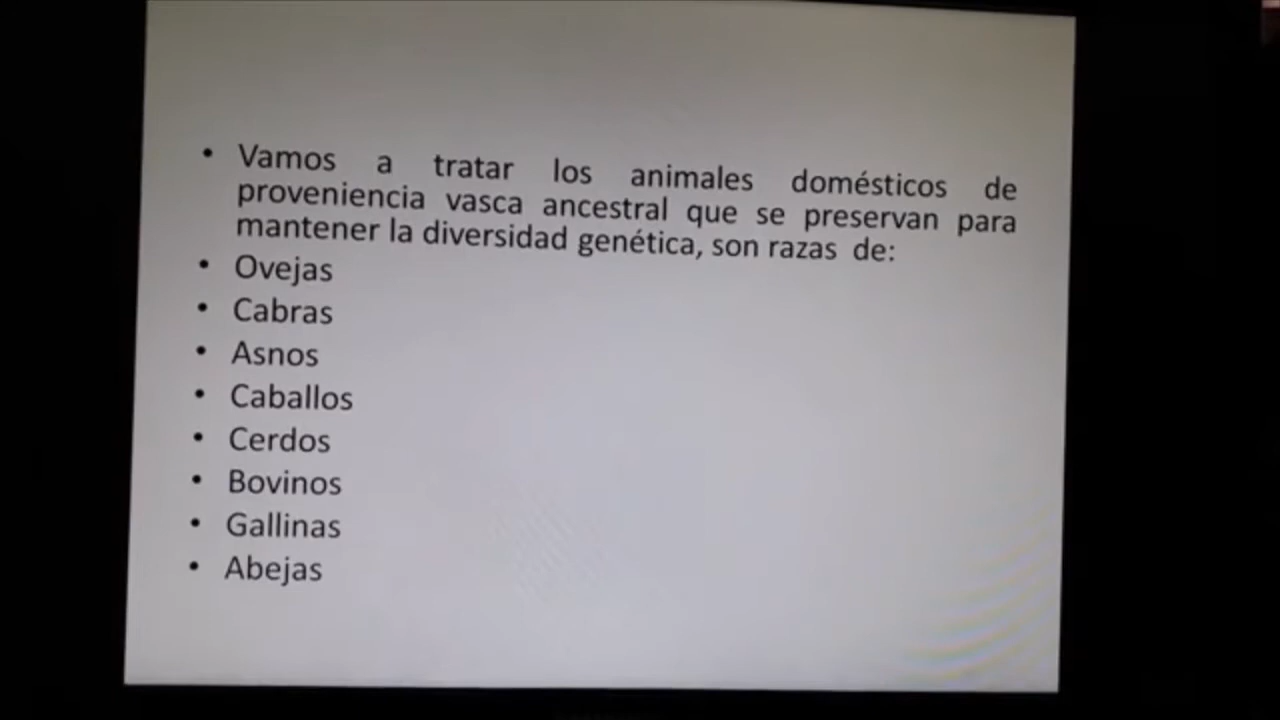 • Vamos a tratar los animales domésticos de
proveniencia vasca ancestral que se preservan para
mantener la diversidad genética, son razas de:
• Ovejas
• Cabras
• Asnos
• Caballos
• Cerdos
• Bovinos
• Gallinas
• Abejas